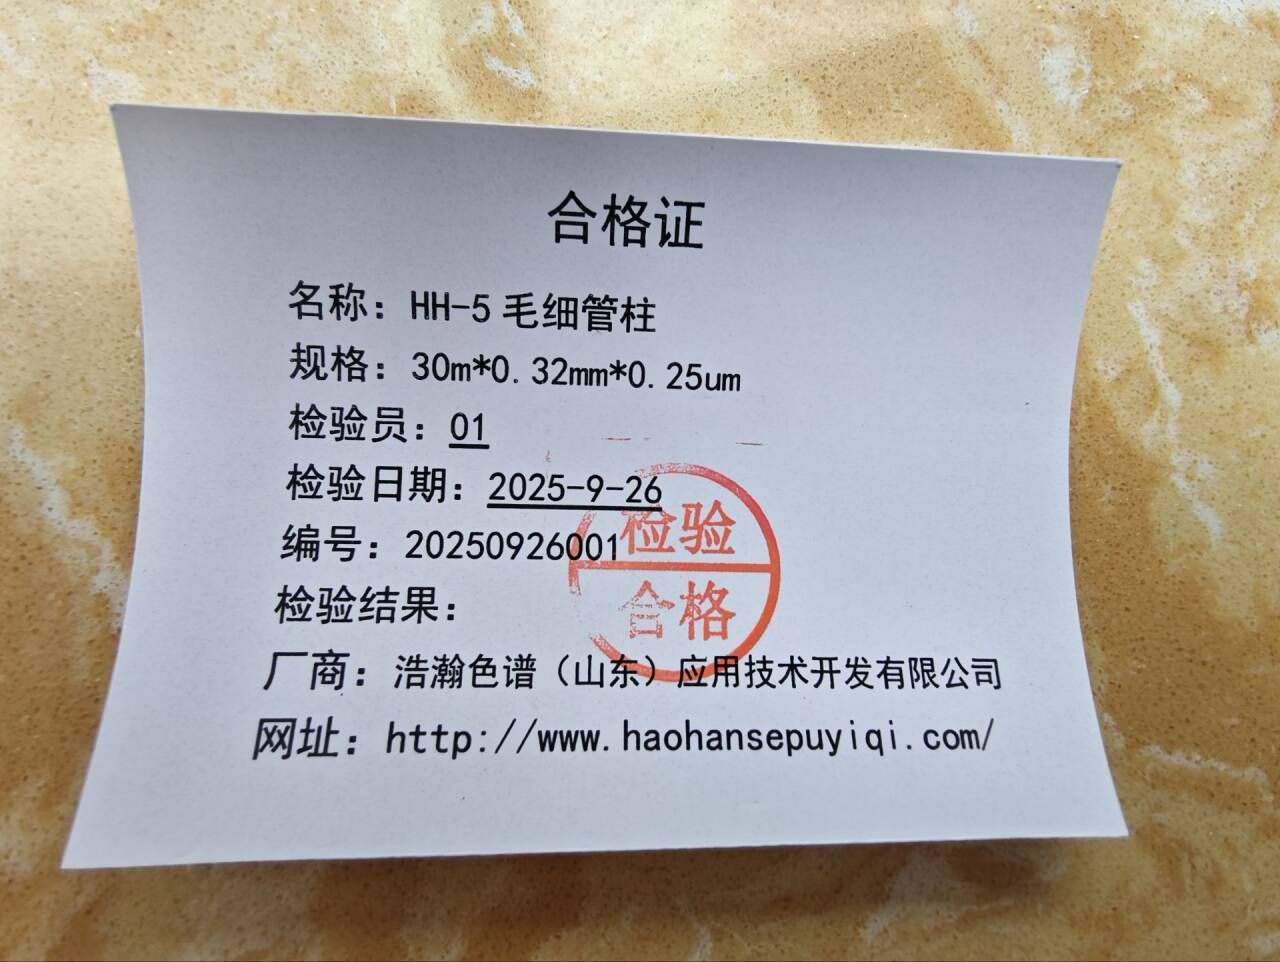 合格证
名称：HH-5 毛细管柱
规格：30m*0.32mm*0.25um
检验员：01
检验日期：2025-9-26
编号：20250926001
检验
合格
检验结果：
厂商：浩瀚色谱（山东）应用技术开发有限公司
网址：http://www.haohansepuyiqi.com/